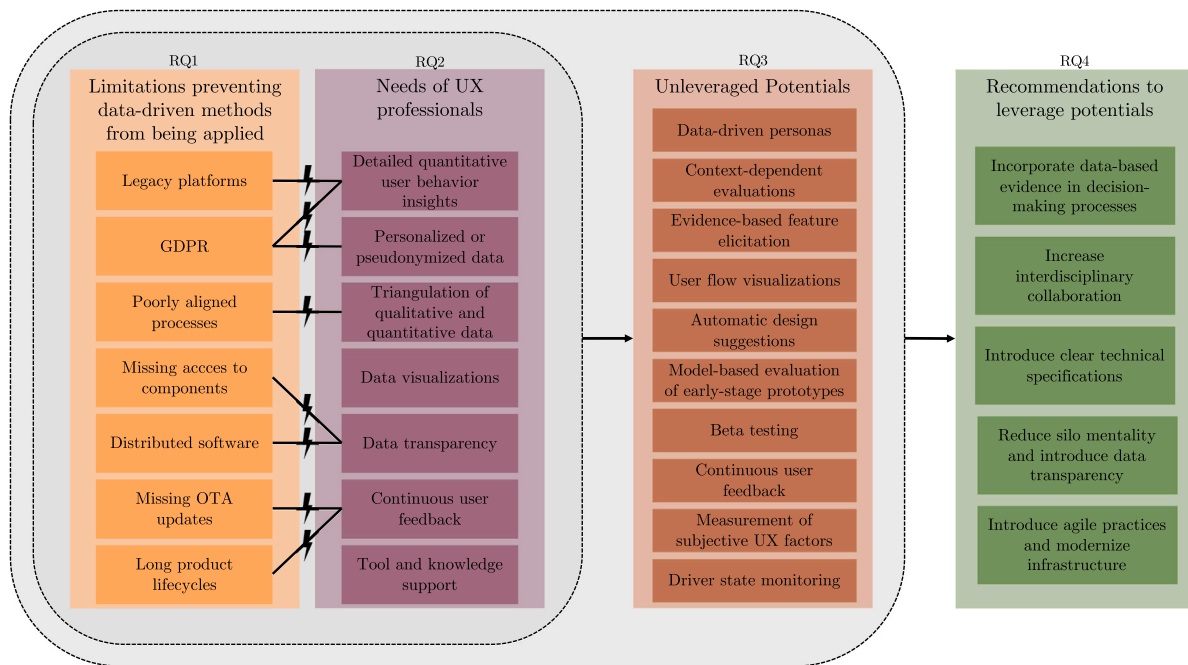 RQ1
Limitations preventing
data-driven methods
from being applied
Legacy platforms
GDPR
Poorly aligned
processes
Missing accces to
components
Distributed software
Missing OTA
updates
Long product
lifecycles
RQ2
Needs of UX
professionals
Detailed quantitative
user behavior
insights
Personalized or
pseudonymized data
Triangulation of
qualitative and
quantitative data
Data visualizations
Data transparency
Continuous user
feedback
Tool and knowledge
support
RQ3
Unleveraged Potentials
Data-driven personas
Context-dependent
evaluations
Evidence-based feature
elicitation
User flow visualizations
Automatic design
suggestions
Model-based evaluation
of early-stage prototypes
Beta testing
Continuous user
feedback
Measurement of
subjective UX factors
Driver state monitoring
RQ4
Recommendations to
leverage potentials
Incorporate data-based
evidence in decision-
making processes
Increase
interdisciplinary
collaboration
Introduce clear technical
specifications
Reduce silo mentality
and introduce data
transparency
Introduce agile practices
and modernize
infrastructure